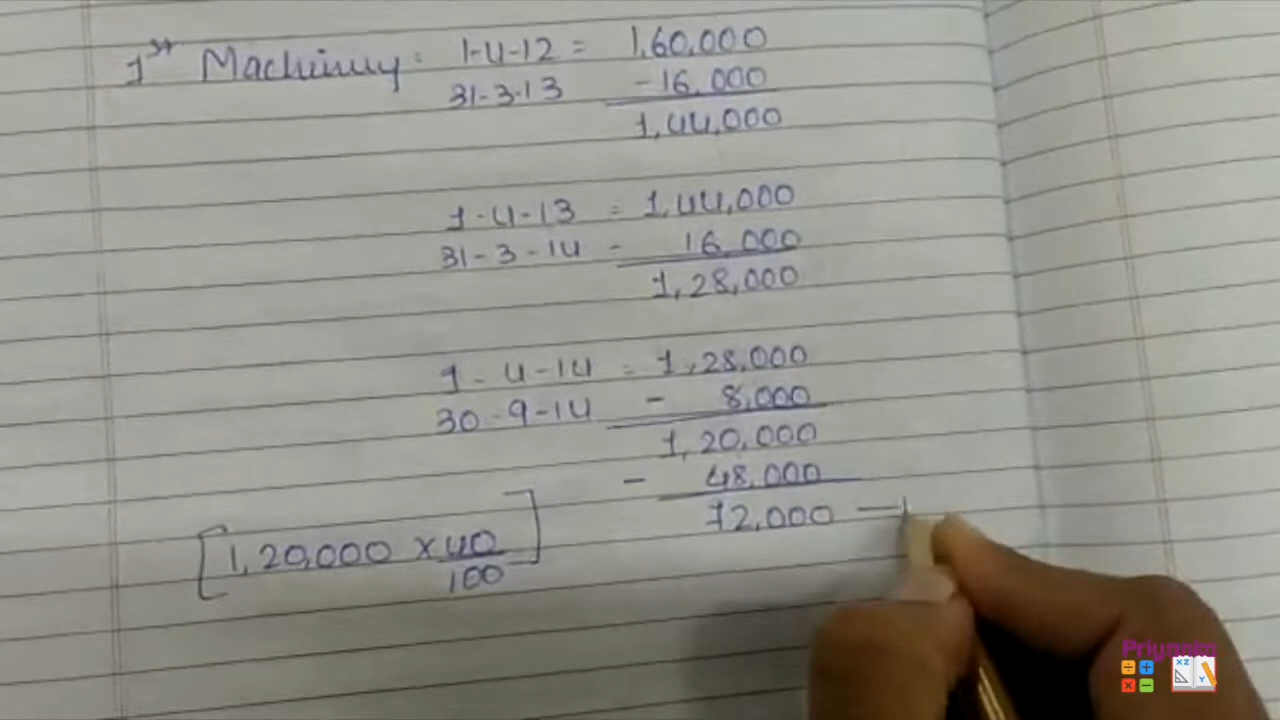 1st Machinery: 1-4-12 = 1,60,000
31-3-13 -16,000
1,44,000
1-4-13 = 1,44,000
31-3-14 - 16,000
1,28,000
1-4-14 = 1,28,000
30-9-14 - 8,000
1,20,000
- 48,000
72,000 —
[1,20,000 × 40/100]
Priyanka